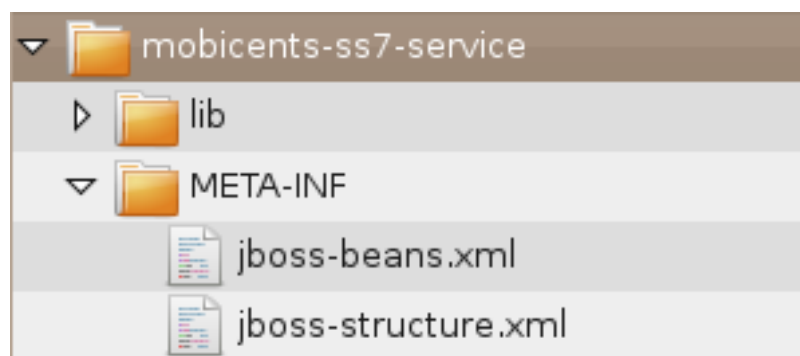 mobicents-ss7-service
lib
META-INF
jboss-beans.xml
jboss-structure.xml